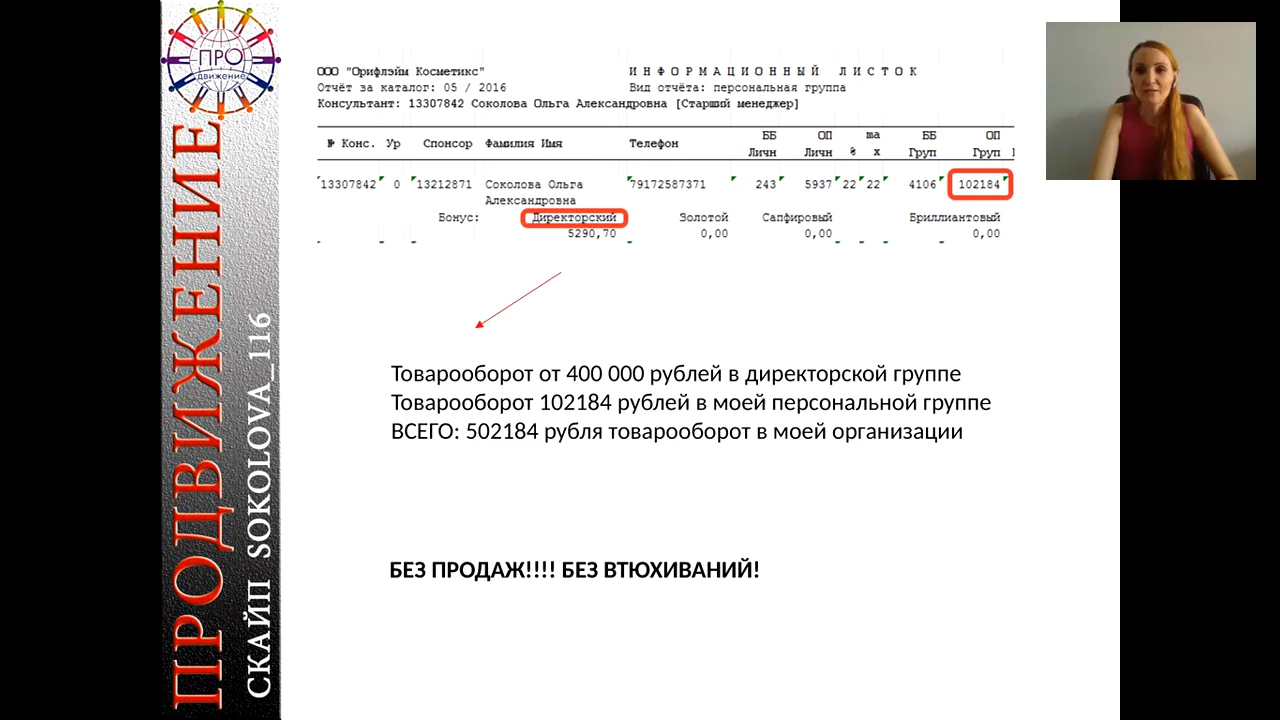 ПРО
движение
ПРОДВИЖЕНИЕ
СКАЙП SOKOLOVA_116
ООО "Орифлэйм Косметикс" ИНФОРМАЦИОННЫЙ ЛИСТОК
Отчёт за каталог: 05 / 2016 Вид отчёта: персональная группа
Консультант: 13307842 Соколова Ольга Александровна [Старший менеджер]
ББ ОП ma ББ ОП
№ Конс. Ур Спонсор Фамилия Имя Телефон Личн Личн % x Груп Груп
13307842 0 13212871 Соколова Ольга 79172587371 243 5937 22 22 4106 102184
Александровна
Бонус: Директорский Золотой Сапфировый Бриллиантовый
5290,70 0,00 0,00 0,00
Товарооборот от 400 000 рублей в директорской группе
Товарооборот 102184 рублей в моей персональной группе
ВСЕГО: 502184 рубля товарооборот в моей организации
БЕЗ ПРОДАЖ!!!! БЕЗ ВТЮХИВАНИЙ!